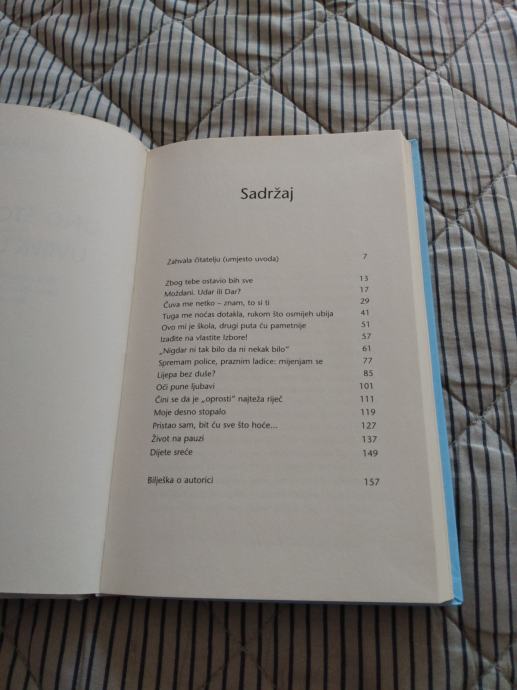 Sadržaj
Zahvala čitatelju (umjesto uvoda) 7
Zbog tebe ostavio bih sve 13
Moždani. Udar ili Dar? 17
Čuva me netko – znam, to si ti 29
Tuga me noćas dotakla, rukom što osmijeh ubija 41
Ovo mi je škola, drugi puta ću pametnije 51
Izađite na vlastite Izbore! 57
„Nigdar ni tak bilo da ni nekak bilo" 61
Spremam police, praznim ladice: mijenjam se 77
Lijepa bez duše? 85
Oči pune ljubavi 101
Čini se da je „oprosti" najteža riječ 111
Moje desno stopalo 119
Pristao sam, bit ću sve što hoće... 127
Život na pauzi 137
Dijete sreće 149
Bilješka o autorici 157